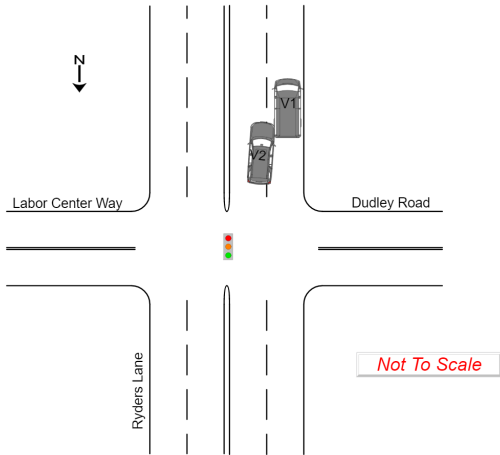 N
V1
V2
Labor Center Way
Dudley Road
Ryders Lane
Not To Scale